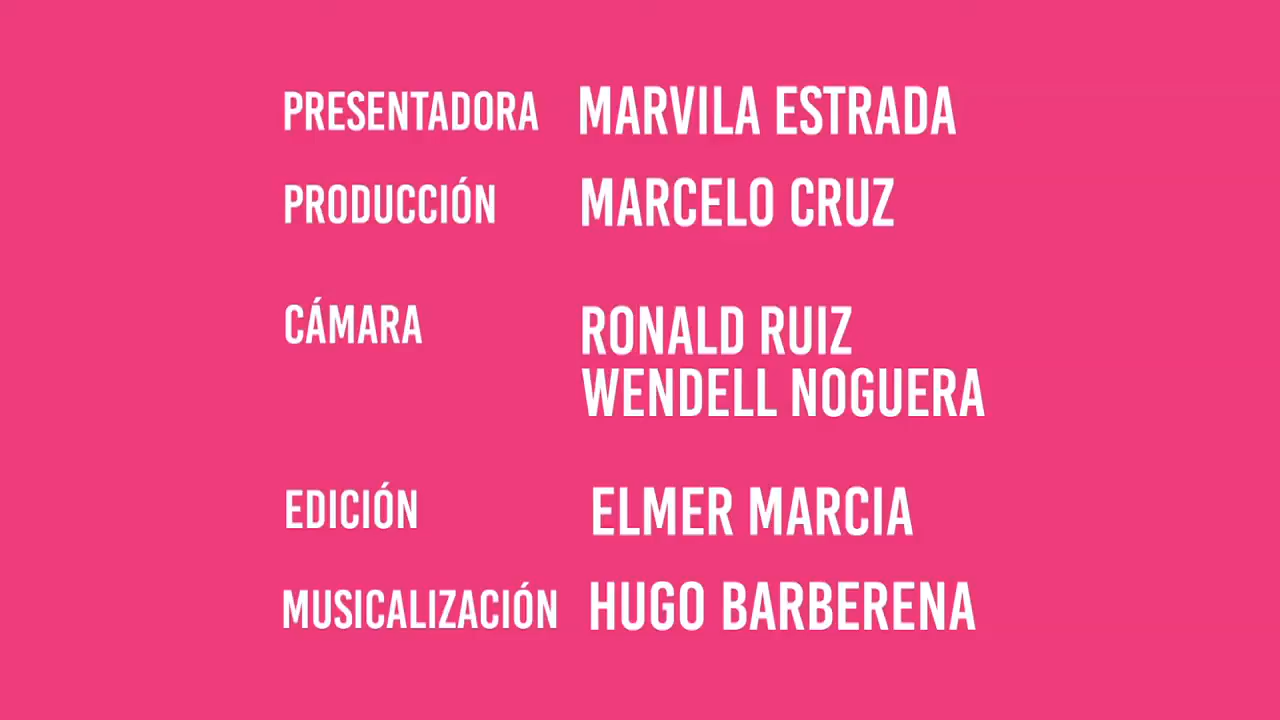 PRESENTADORA MARVILA ESTRADA
PRODUCCIÓN MARCELO CRUZ
CÁMARA RONALD RUIZ
WENDELL NOGUERA
EDICIÓN ELMER MARCIA
MUSICALIZACIÓN HUGO BARBERENA